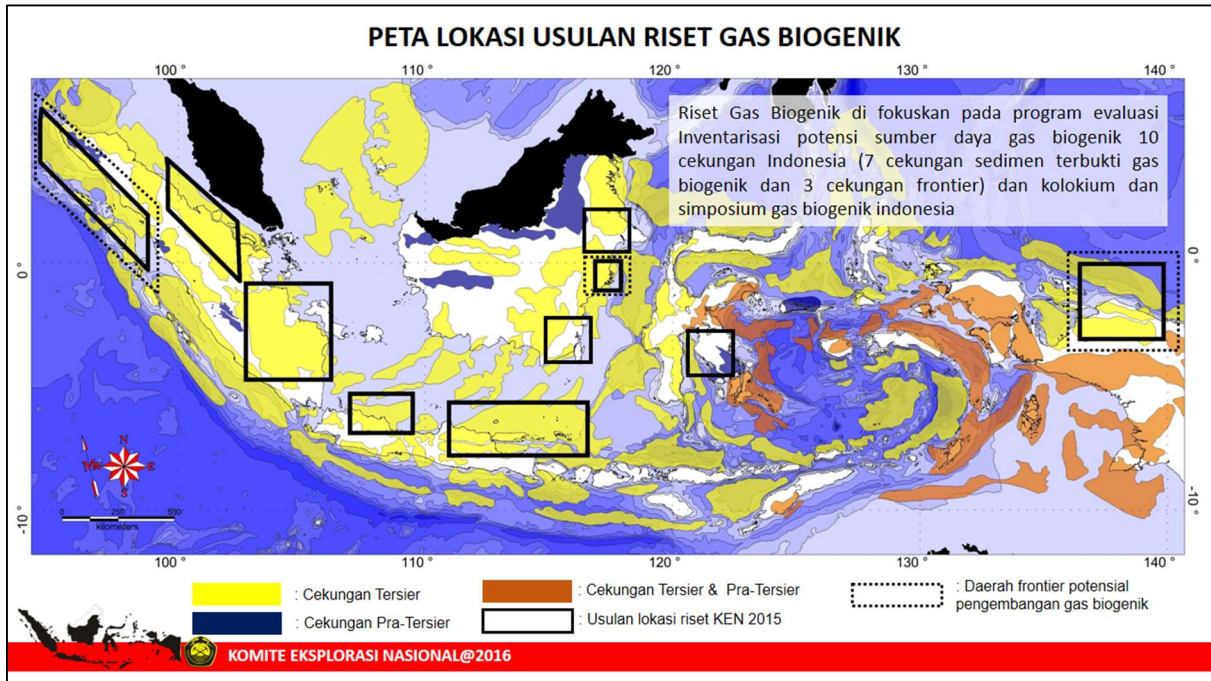 PETA LOKASI USULAN RISET GAS BIOGENIK
100 °
110 °
120 °
130 °
140 °
Riset Gas Biogenik di fokuskan pada program evaluasi
Inventarisasi potensi sumber daya gas biogenik 10
cekungan Indonesia (7 cekungan sedimen terbukti gas
biogenik dan 3 cekungan frontier) dan kolokium dan
simposium gas biogenik indonesia
0 °
0 °
N
W
E
S
0 250 500
kilometers
-10 °
-10 °
100 °
110 °
120 °
130 °
140 °
: Cekungan Tersier
: Cekungan Pra-Tersier
: Cekungan Tersier & Pra-Tersier
: Usulan lokasi riset KEN 2015
: Daerah frontier potensial
pengembangan gas biogenik
KOMITE EKSPLORASI NASIONAL@2016